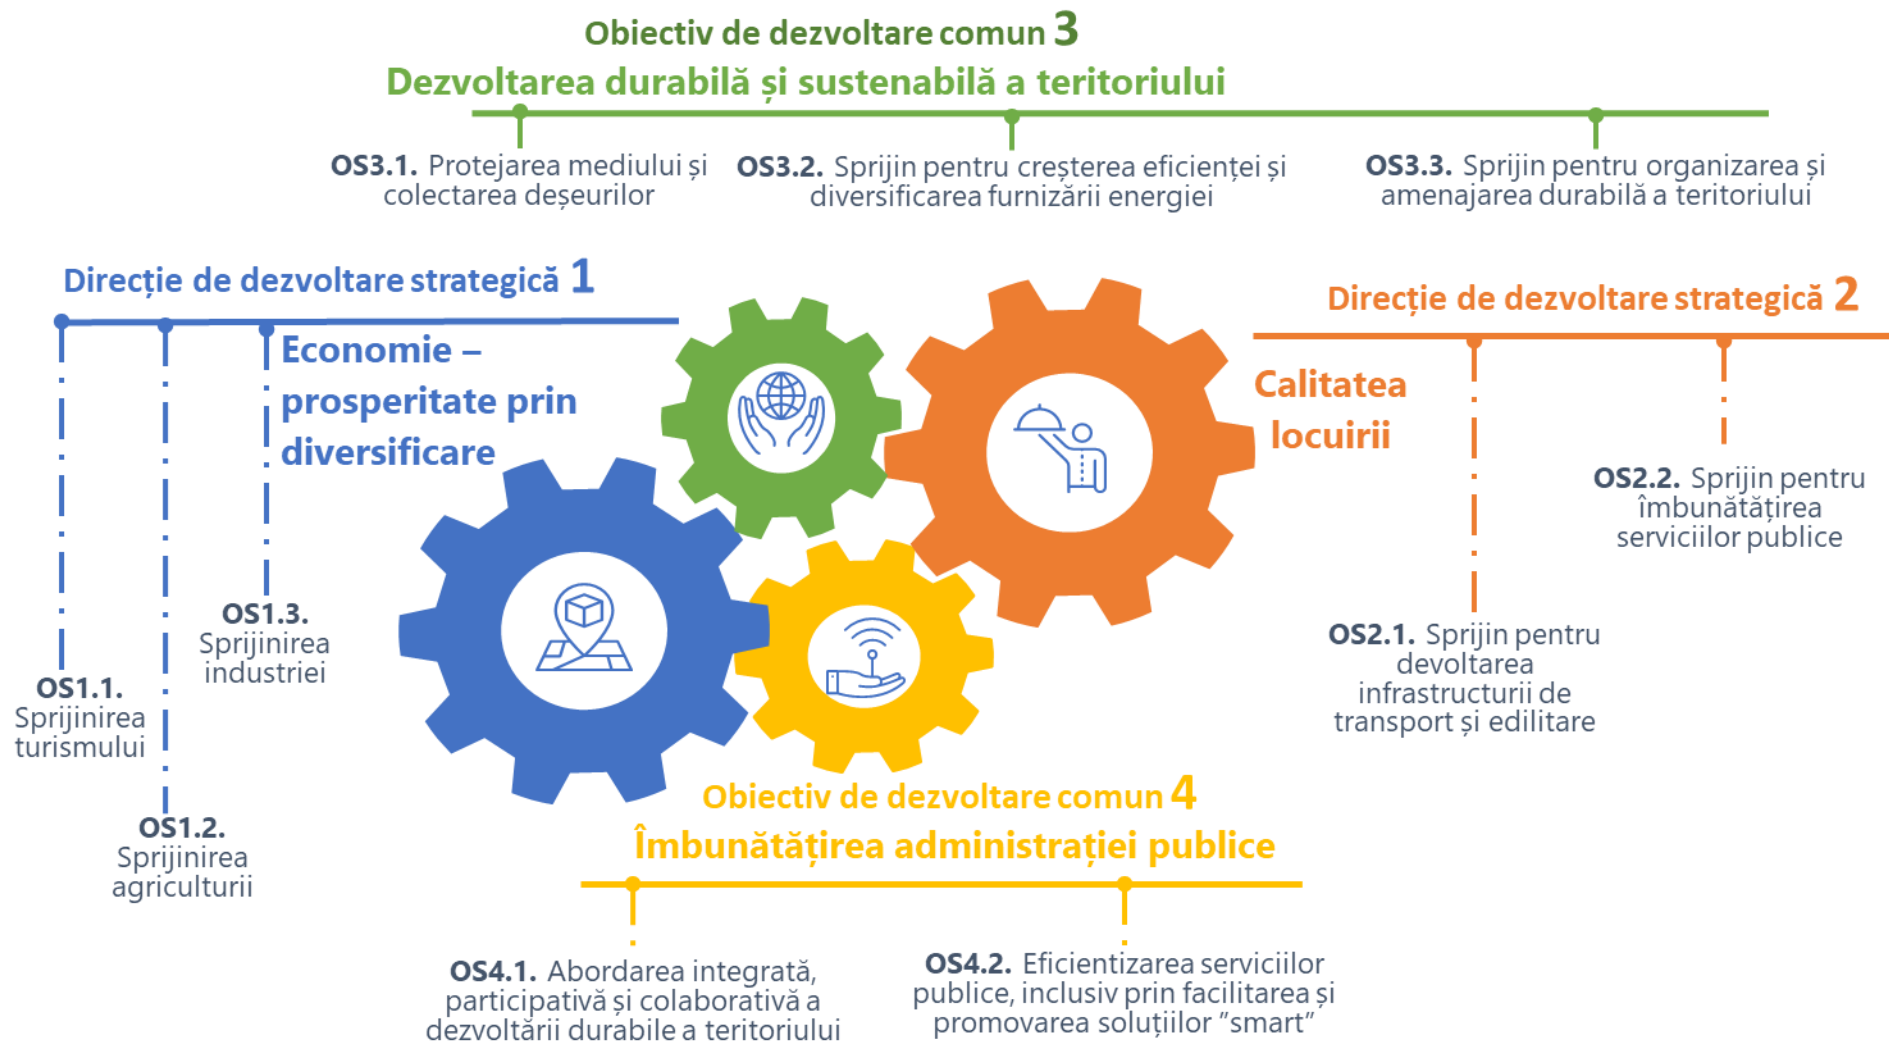 Obiectiv de dezvoltare comun 3
Dezvoltarea durabilă și sustenabilă a teritoriului
OS3.1. Protejarea mediului și
colectarea deșeurilor
OS3.2. Sprijin pentru creșterea eficienței și
diversificarea furnizării energiei
OS3.3. Sprijin pentru organizarea și
amenajarea durabilă a teritoriului
Direcție de dezvoltare strategică 1
Economie –
prosperitate prin
diversificare
OS1.1.
Sprijinirea
turismului
OS1.2.
Sprijinirea
agriculturii
OS1.3.
Sprijinirea
industriei
Direcție de dezvoltare strategică 2
Calitatea
locuirii
OS2.1. Sprijin pentru
devoltarea
infrastructurii de
transport și edilitare
OS2.2. Sprijin pentru
îmbunătățirea
serviciilor publice
Obiectiv de dezvoltare comun 4
Îmbunătățirea administrației publice
OS4.1. Abordarea integrată,
participativă și colaborativă a
dezvoltării durabile a teritoriului
OS4.2. Eficientizarea serviciilor
publice, inclusiv prin facilitarea și
promovarea soluțiilor ”smart”